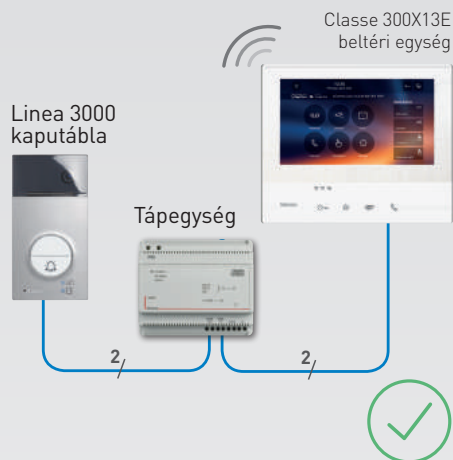 Classe 300X13E
beltéri egység
Linea 3000
kaputábla
Tápegység
2
2